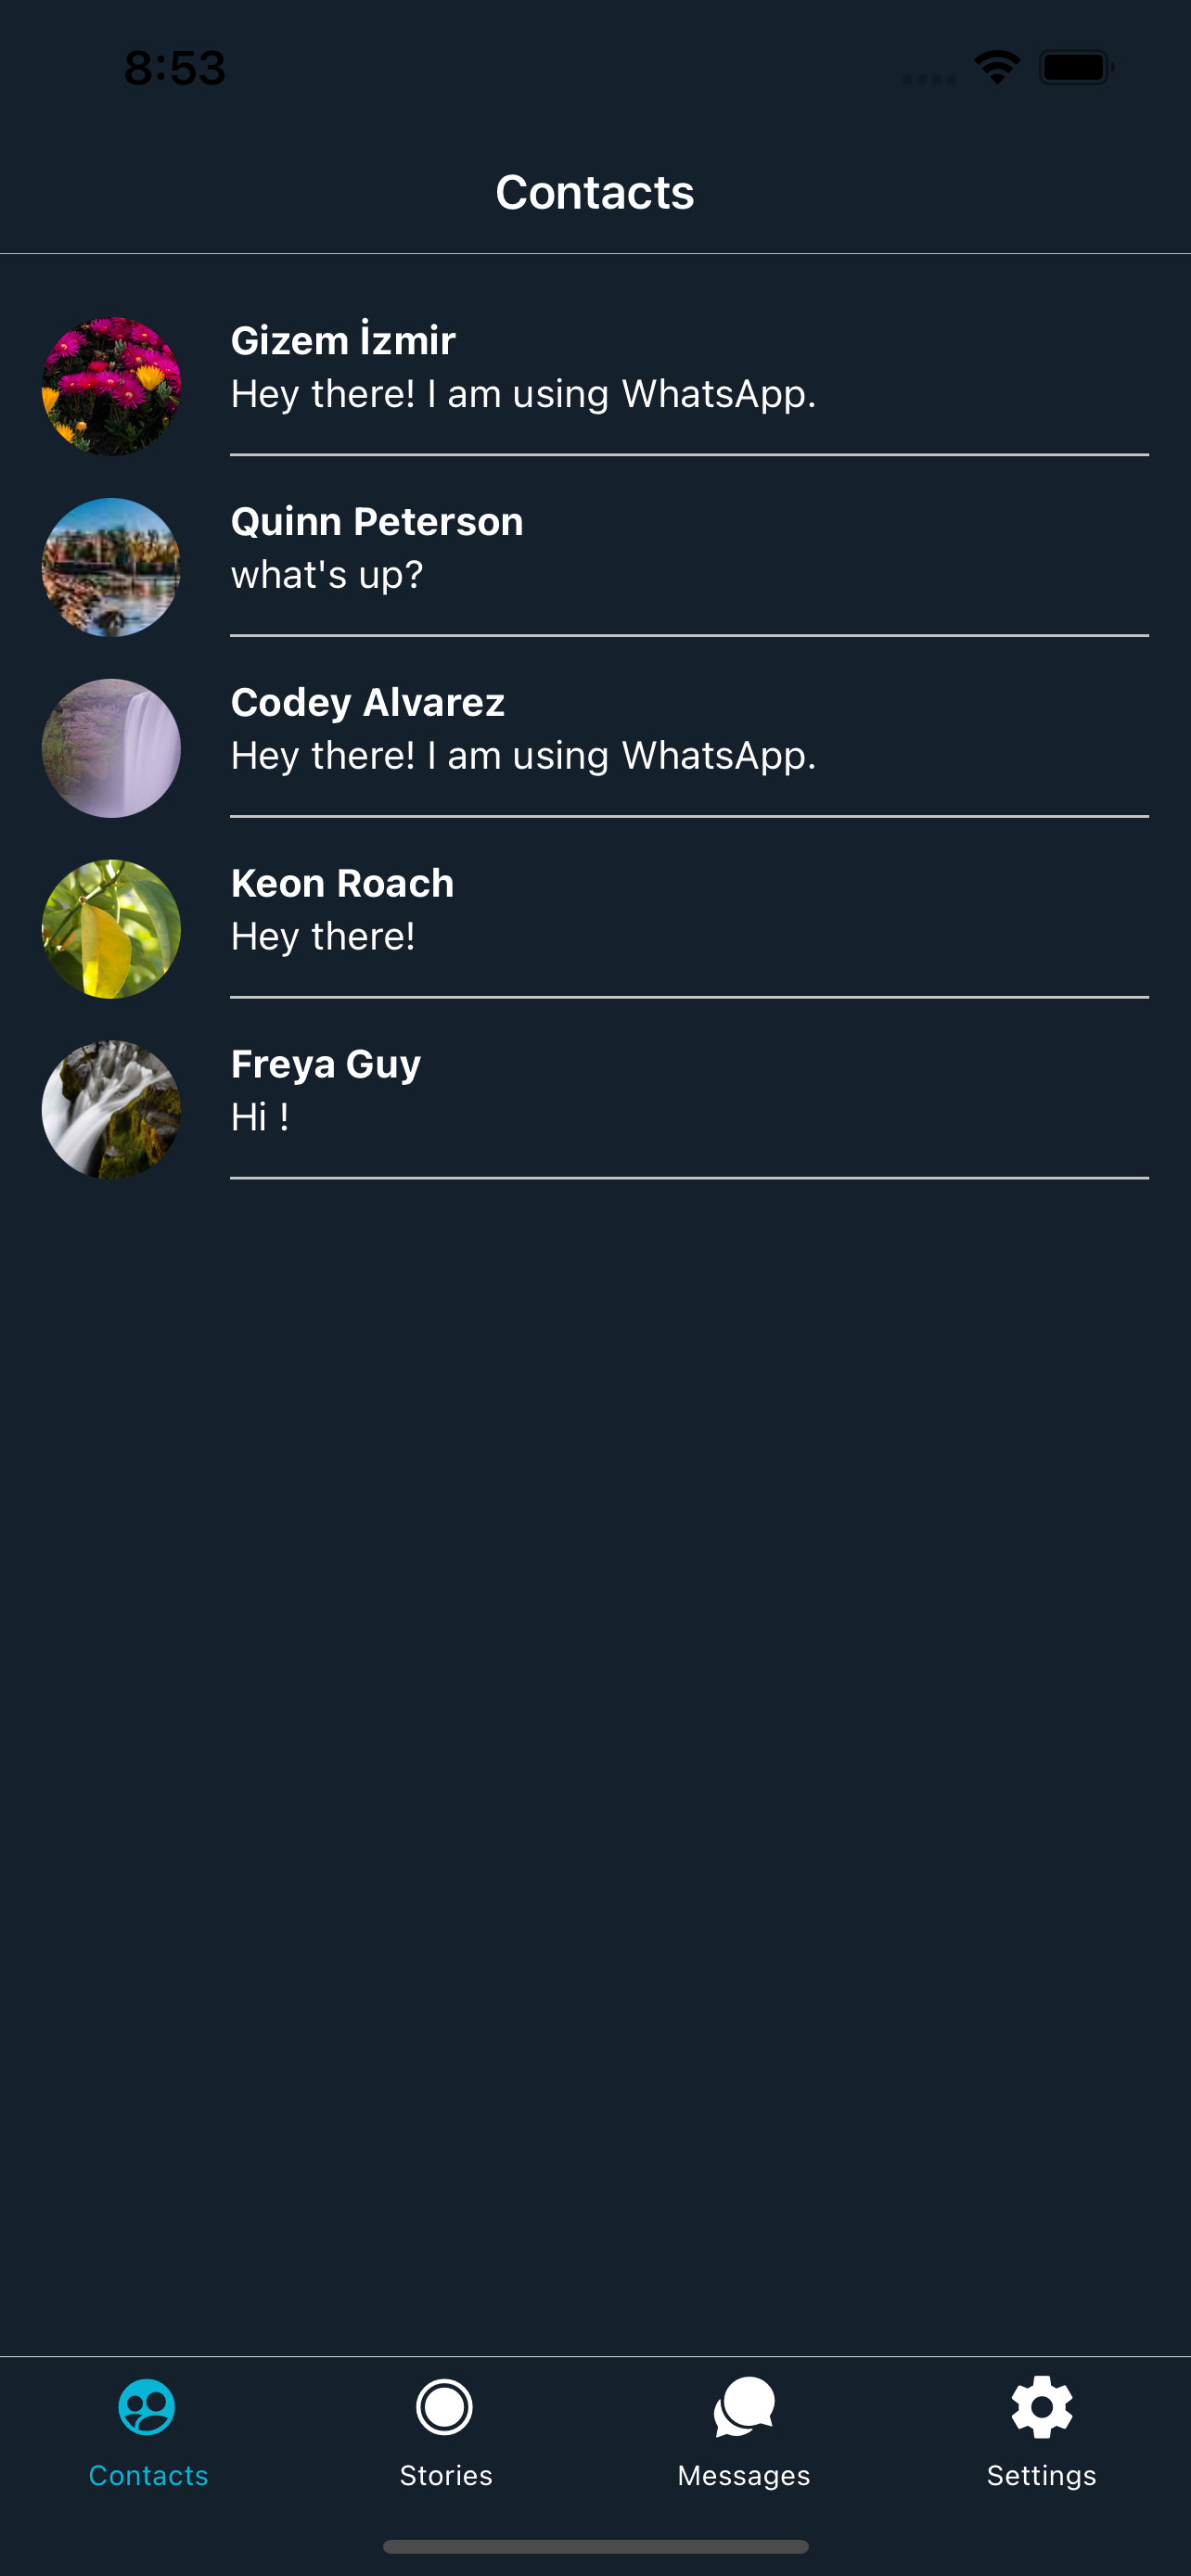 8:53
Contacts
Gizem İzmir
Hey there! I am using WhatsApp.
Quinn Peterson
what's up?
Codey Alvarez
Hey there! I am using WhatsApp.
Keon Roach
Hey there!
Freya Guy
Hi !
Contacts
Stories
Messages
Settings